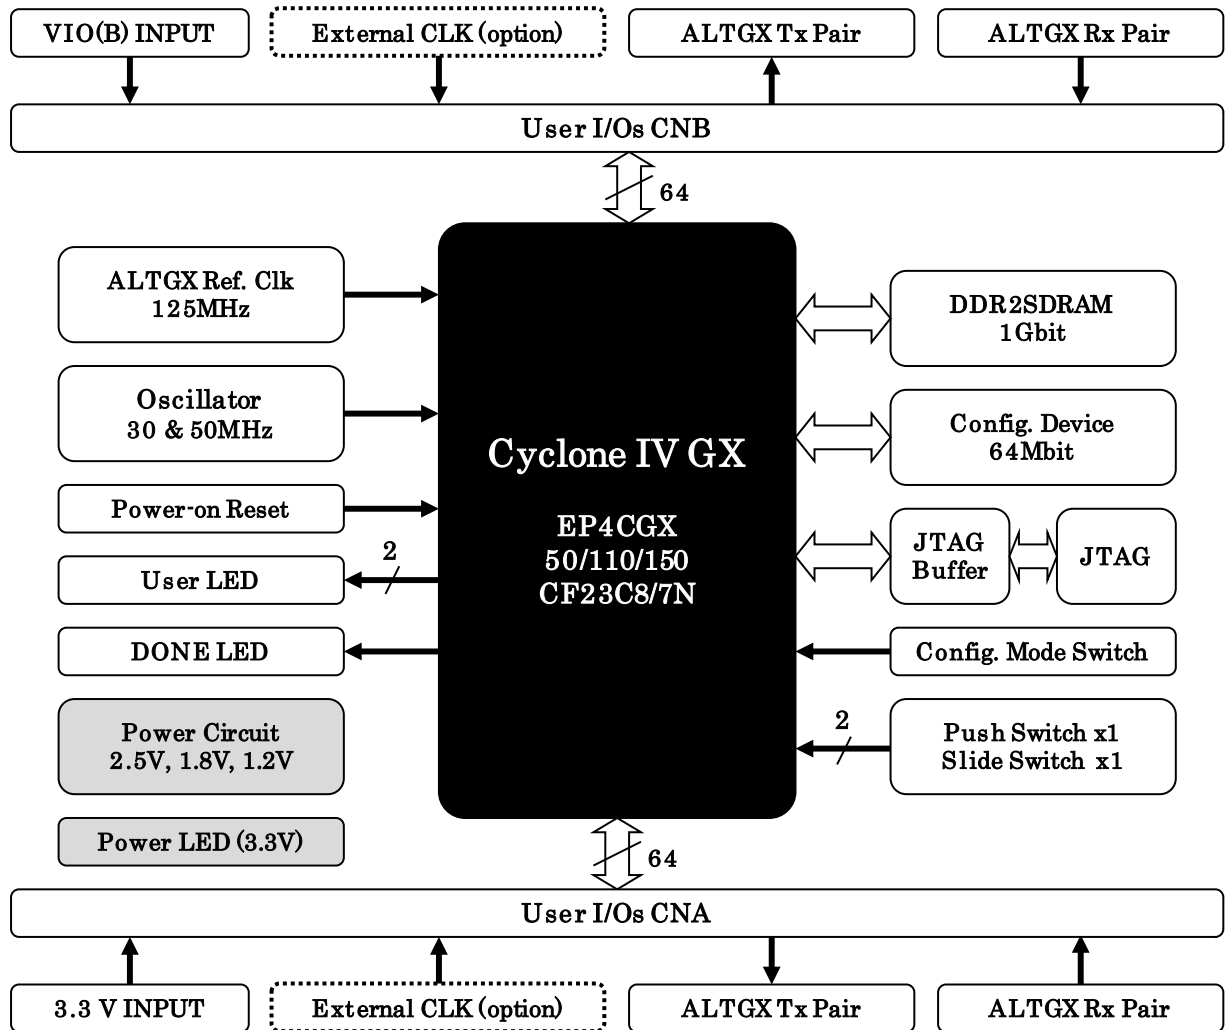 VIO(B) INPUT
External CLK (option)
ALTGX Tx Pair
ALTGX Rx Pair
User I/Os CNB
64
ALTGX Ref. Clk
125MHz
Oscillator
30 & 50MHz
Power-on Reset
2
User LED
DONE LED
Power Circuit
2.5V, 1.8V, 1.2V
Power LED (3.3V)
Cyclone IV GX
EP4CGX
50/110/150
CF23C8/7N
DDR2SDRAM
1Gbit
Config. Device
64Mbit
JTAG
Buffer
JTAG
Config. Mode Switch
2
Push Switch x1
Slide Switch x1
64
User I/Os CNA
3.3 V INPUT
External CLK (option)
ALTGX Tx Pair
ALTGX Rx Pair